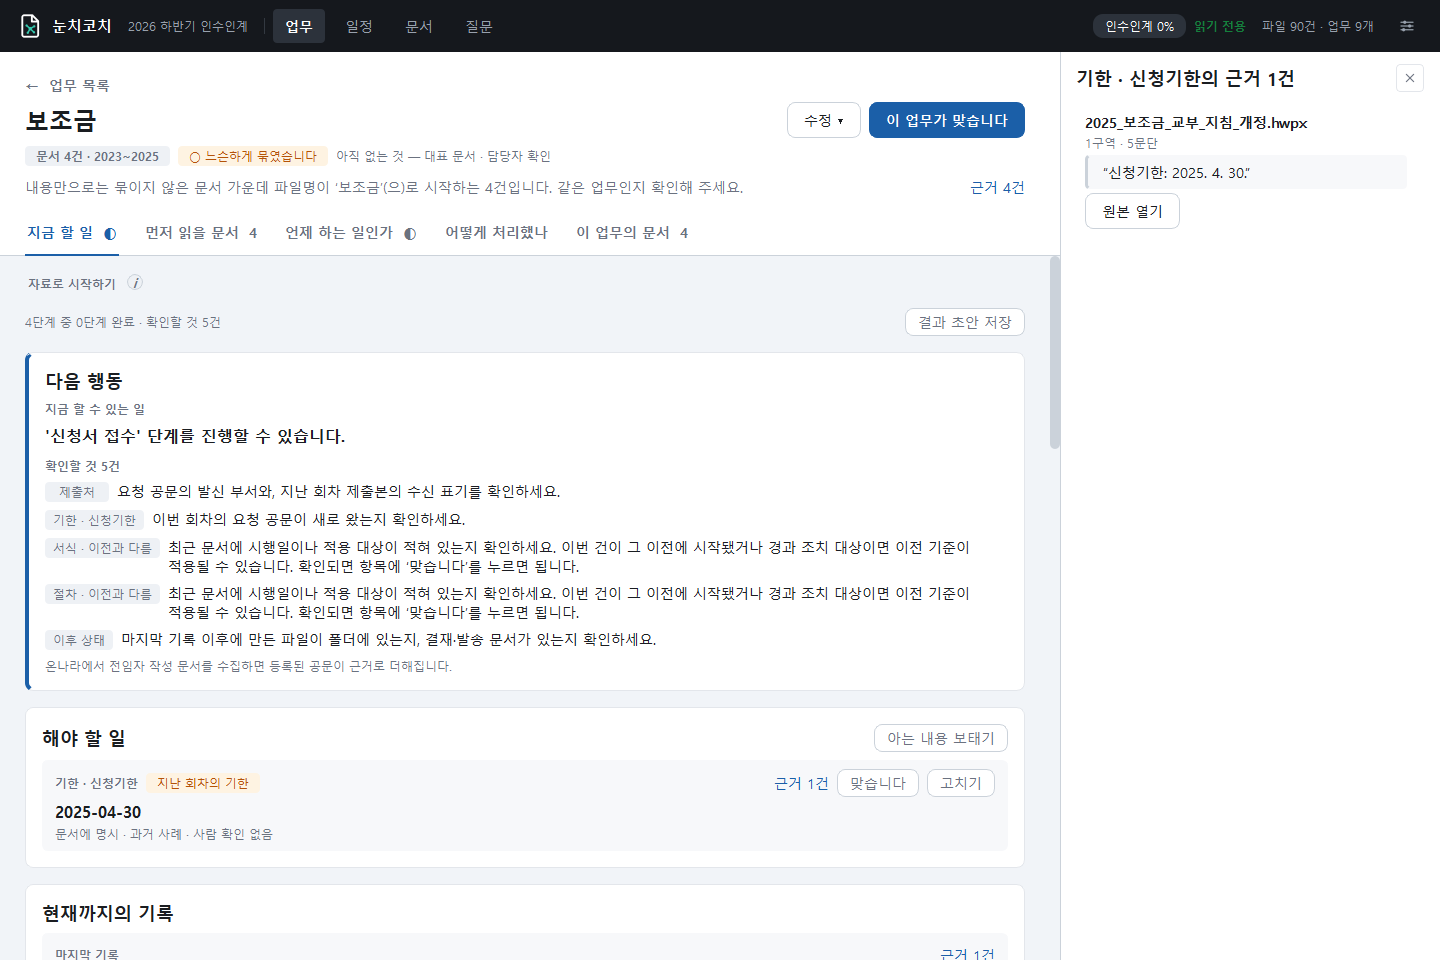 눈치코치
2026 하반기 인수인계
업무
일정
문서
질문
인수인계 0%
읽기 전용
파일 90건 · 업무 9개
← 업무 목록
보조금
수정 ▾
이 업무가 맞습니다
문서 4건 · 2023~2025
○ 느슨하게 묶였습니다
아직 없는 것 — 대표 문서 · 담당자 확인
내용만으로는 묶이지 않은 문서 가운데 파일명이 ‘보조금’(으)로 시작하는 4건입니다. 같은 업무인지 확인해 주세요.
근거 4건
지금 할 일 ◐
먼저 읽을 문서 4
언제 하는 일인가 ◐
어떻게 처리했나
이 업무의 문서 4
자료로 시작하기 i
4단계 중 0단계 완료 · 확인할 것 5건
결과 초안 저장
다음 행동
지금 할 수 있는 일
'신청서 접수' 단계를 진행할 수 있습니다.
확인할 것 5건
제출처 요청 공문의 발신 부서와, 지난 회차 제출본의 수신 표기를 확인하세요.
기한 · 신청기한 이번 회차의 요청 공문이 새로 왔는지 확인하세요.
서식 · 이전과 다름 최근 문서에 시행일이나 적용 대상이 적혀 있는지 확인하세요. 이번 건이 그 이전에 시작됐거나 경과 조치 대상이면 이전 기준이
적용될 수 있습니다. 확인되면 항목에 ‘맞습니다’를 누르면 됩니다.
절차 · 이전과 다름 최근 문서에 시행일이나 적용 대상이 적혀 있는지 확인하세요. 이번 건이 그 이전에 시작됐거나 경과 조치 대상이면 이전 기준이
적용될 수 있습니다. 확인되면 항목에 ‘맞습니다’를 누르면 됩니다.
이후 상태 마지막 기록 이후에 만든 파일이 폴더에 있는지, 결재·발송 문서가 있는지 확인하세요.
온나라에서 전임자 작성 문서를 수집하면 등록된 공문이 근거로 더해집니다.
해야 할 일
아는 내용 보태기
기한 · 신청기한
지난 회차의 기한
근거 1건
맞습니다
고치기
2025-04-30
문서에 명시 · 과거 사례 · 사람 확인 없음
현재까지의 기록
마지막 기록
근거 1건
기한 · 신청기한의 근거 1건
×
2025_보조금_교부_지침_개정.hwpx
1구역 · 5문단
“신청기한: 2025. 4. 30.”
원본 열기